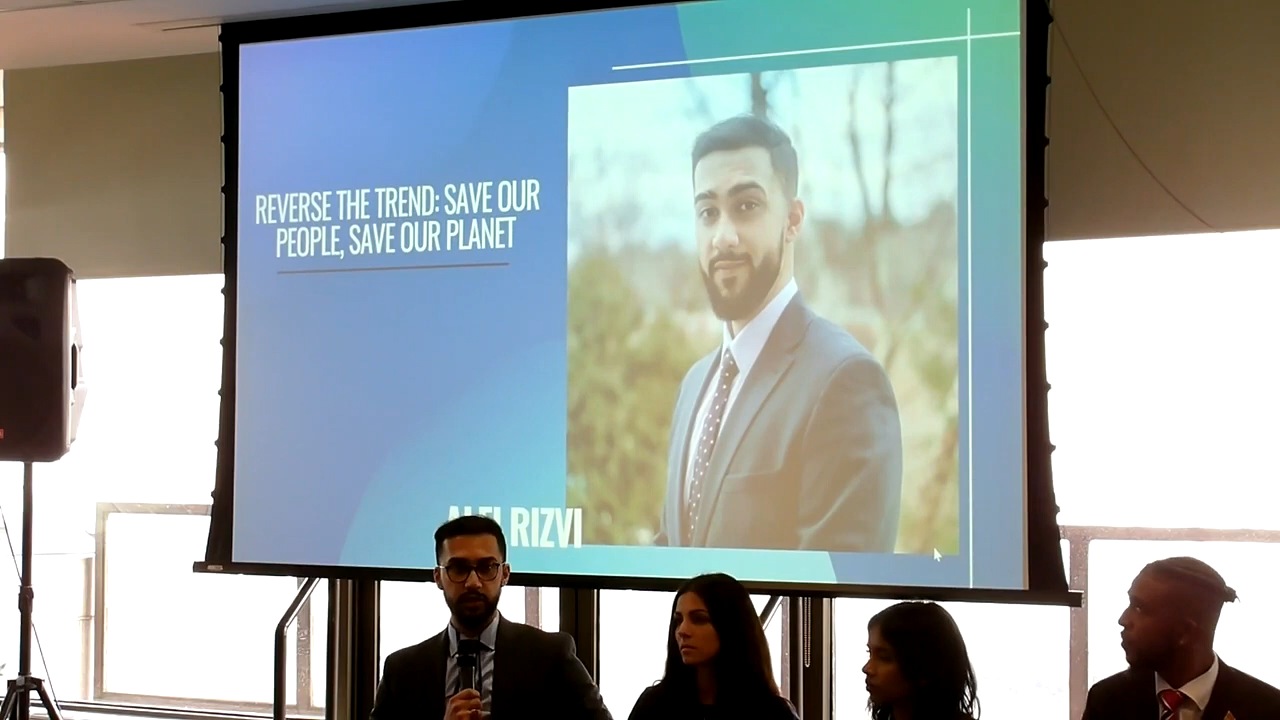 REVERSE THE TREND: SAVE OUR
PEOPLE, SAVE OUR PLANET
RIZVI